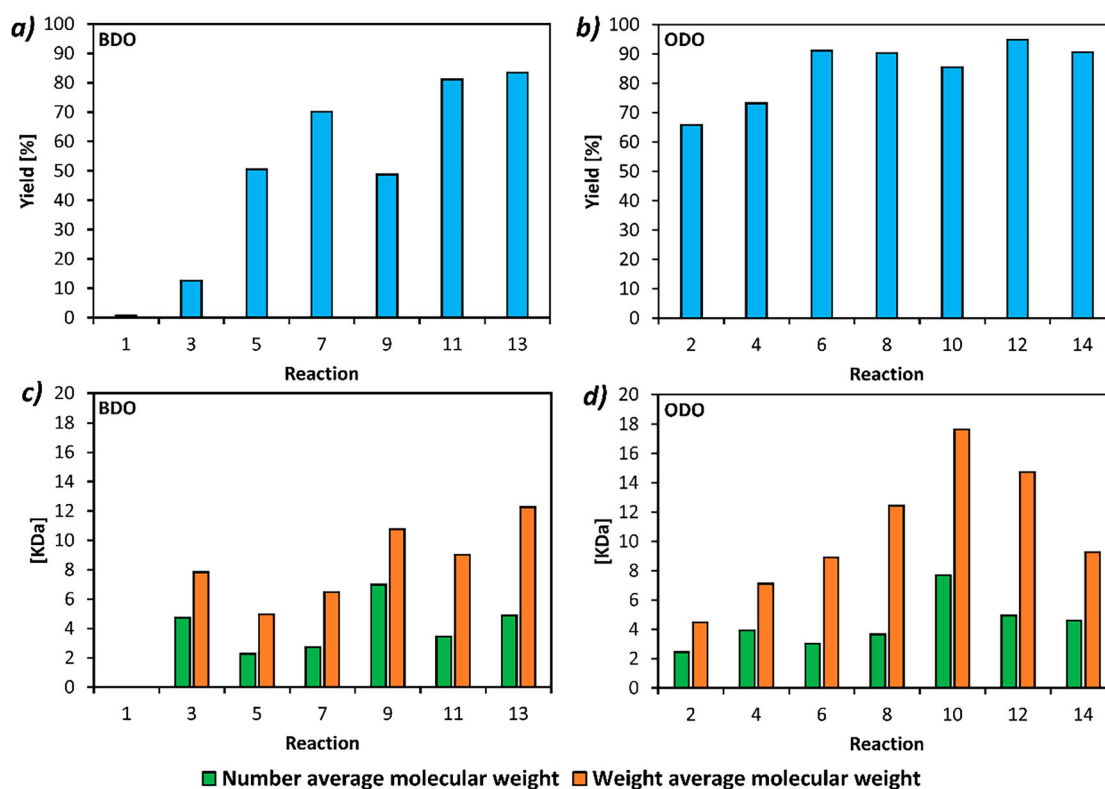 a)
BDO
Yield [%]
100
90
80
70
60
50
40
30
20
10
0
1 3 5 7 9 11 13
Reaction
b)
ODO
Yield [%]
100
90
80
70
60
50
40
30
20
10
0
2 4 6 8 10 12 14
Reaction
c)
BDO
[KDa]
20
18
16
14
12
10
8
6
4
2
0
1 3 5 7 9 11 13
Reaction
d)
ODO
[KDa]
20
18
16
14
12
10
8
6
4
2
0
2 4 6 8 10 12 14
Reaction
Number average molecular weight Weight average molecular weight